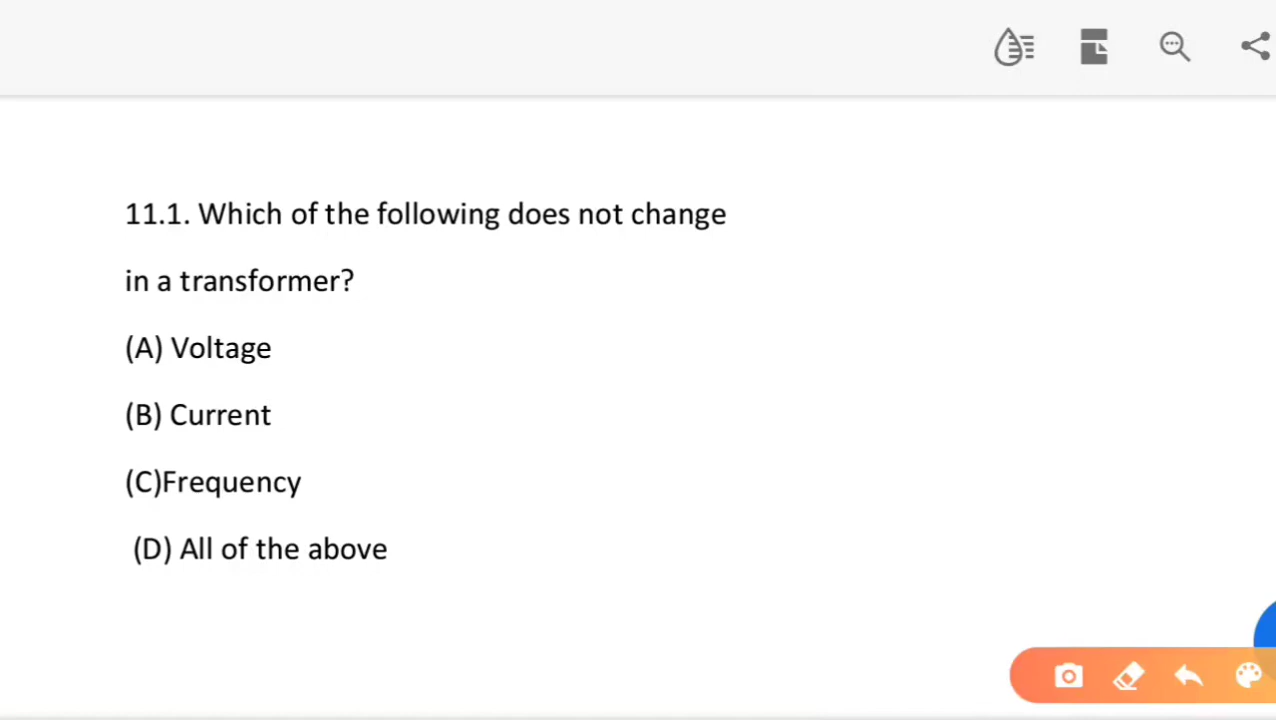 11.1. Which of the following does not change
in a transformer?
(A) Voltage
(B) Current
(C)Frequency
(D) All of the above